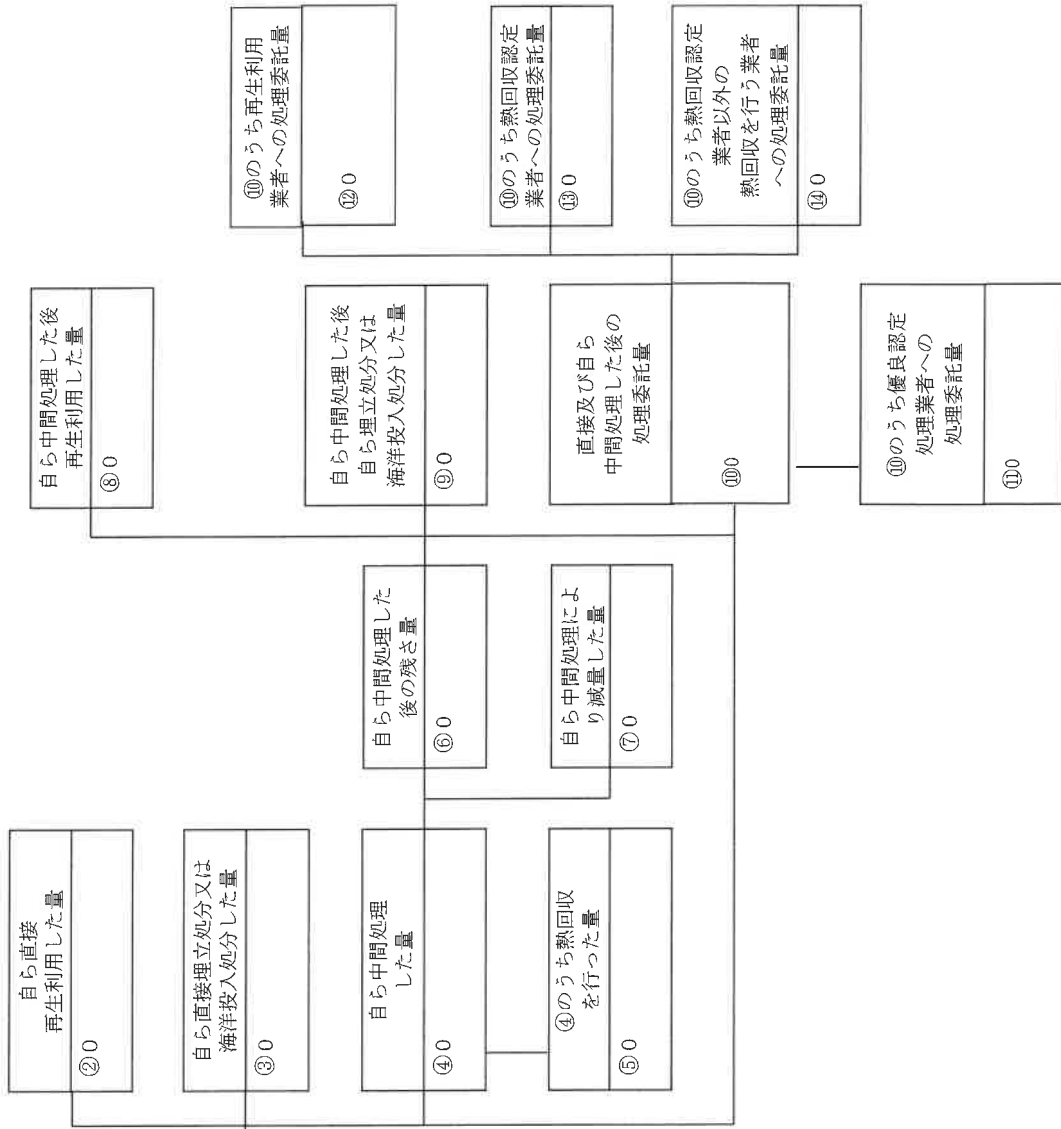 自ら直接
再生利用した量
②0
自ら直接埋立処分又は
海洋投入処分した量
③0
自ら中間処理
した量
④0
④のうち熱回収
を行った量
⑤0
自ら中間処理した
後の残さ量
⑥0
自ら中間処理によ
り減量した量
⑦0
自ら中間処理した後
再生利用した量
⑧0
自ら中間処理した後
自ら埋立処分又は
海洋投入処分した量
⑨0
直接及び自ら
中間処理した後の
処理委託量
⑩0
⑩のうち優良認定
処理業者への
処理委託量
⑪0
⑩のうち再生利用
業者への処理委託量
⑫0
⑩のうち熱回収認定
業者への処理委託量
⑬0
⑩のうち熱回収認定
業者以外の
熱回収を行う業者
への処理委託量
⑭0